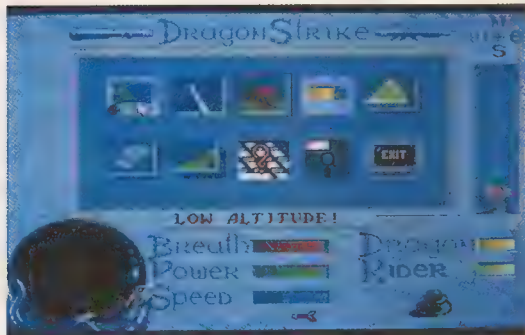 DragonStrike
S
EXIT
LOW ALTITUDE!
Breath
Dragon
Power
Rider
Speed